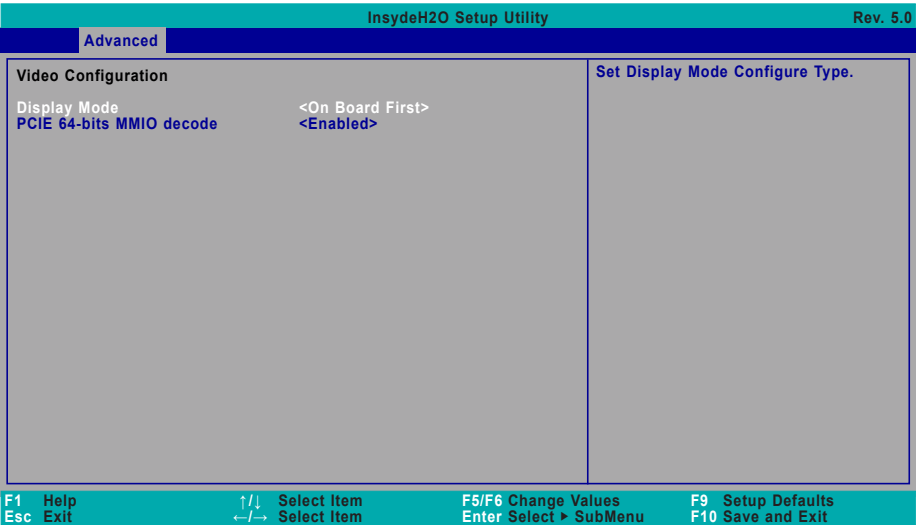 InsydeH2O Setup Utility Rev. 5.0
Advanced
Video Configuration
Set Display Mode Configure Type.
Display Mode <On Board First>
PCIE 64-bits MMIO decode <Enabled>
F1 Help ↑/↓ Select Item F5/F6 Change Values F9 Setup Defaults
Esc Exit ←/→ Select Item Enter Select ▶ SubMenu F10 Save and Exit